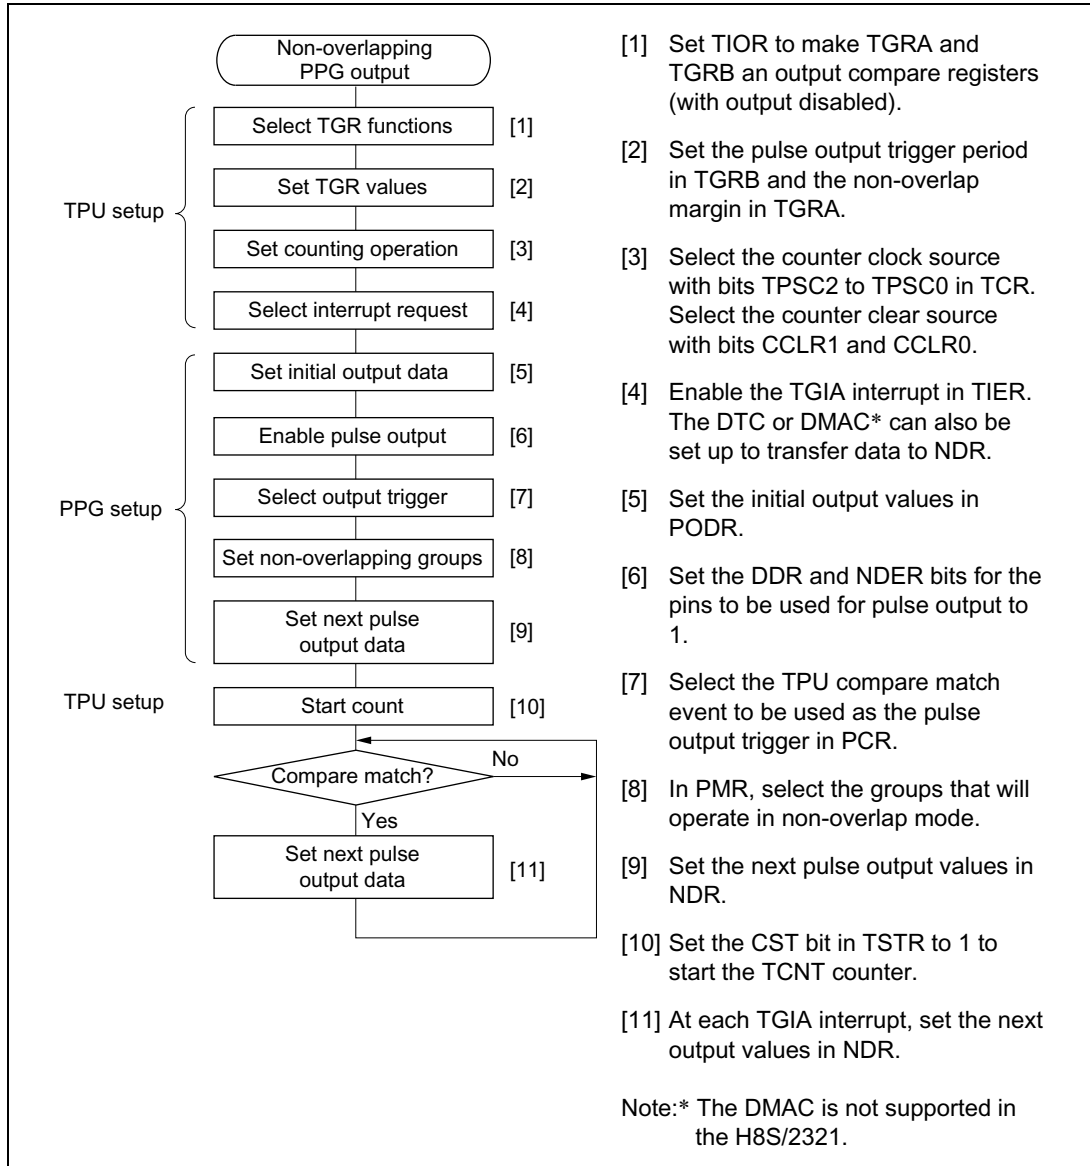 Non-overlapping
PPG output
Select TGR functions [1]
TPU setup
Set TGR values [2]
Set counting operation [3]
Select interrupt request [4]
Set initial output data [5]
Enable pulse output [6]
PPG setup
Select output trigger [7]
Set non-overlapping groups [8]
Set next pulse
output data
[9]
TPU setup
Start count [10]
Compare match?
No
Yes
Set next pulse
output data
[11]
[1] Set TIOR to make TGRA and
TGRB an output compare registers
(with output disabled).
[2] Set the pulse output trigger period
in TGRB and the non-overlap
margin in TGRA.
[3] Select the counter clock source
with bits TPSC2 to TPSC0 in TCR.
Select the counter clear source
with bits CCLR1 and CCLR0.
[4] Enable the TGIA interrupt in TIER.
The DTC or DMAC* can also be
set up to transfer data to NDR.
[5] Set the initial output values in
PODR.
[6] Set the DDR and NDER bits for the
pins to be used for pulse output to
1.
[7] Select the TPU compare match
event to be used as the pulse
output trigger in PCR.
[8] In PMR, select the groups that will
operate in non-overlap mode.
[9] Set the next pulse output values in
NDR.
[10] Set the CST bit in TSTR to 1 to
start the TCNT counter.
[11] At each TGIA interrupt, set the next
output values in NDR.
Note:* The DMAC is not supported in
the H8S/2321.